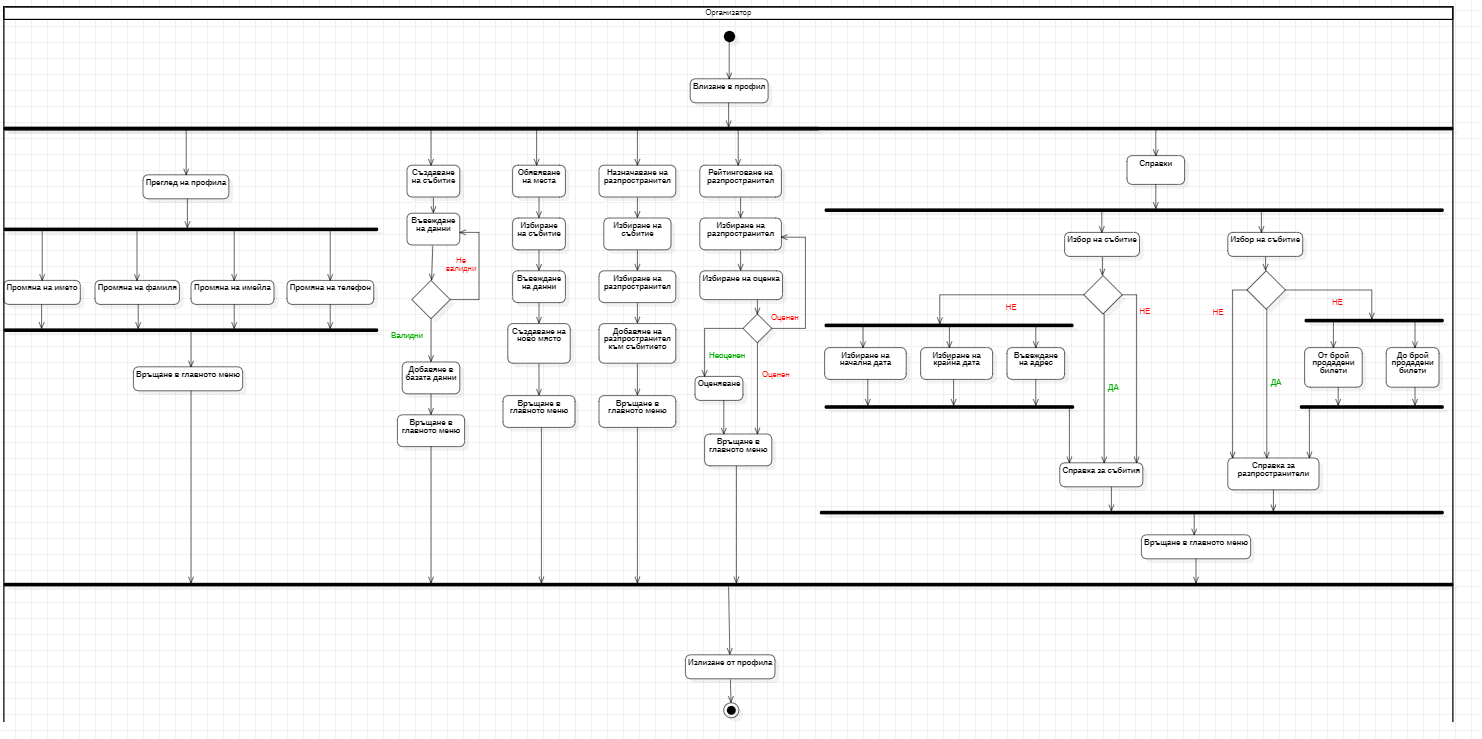 Организатор
Влизане в профил
Преглед на профила
Промяна на името
Промяна на фамилия
Промяна на имейла
Промяна на телефон
Връщане в главното меню
Създаване
на събитие
Въвеждане
на данни
Не
валидни
Валидни
Добавяне в
базата данни
Връщане в
главното меню
Обявяване
на места
Избиране
на събитие
Въвеждане
на данни
Създаване на
ново място
Връщане в
главното меню
Назначаване на
разпространител
Избиране на
събитие
Избиране на
разпространител
Добавяне на
разпространител
към събитието
Връщане в
главното меню
Рейтинговане на
разпространител
Избиране на
разпространител
Избиране на оценка
Оценен
Неоценен
Оценен
Оценяване
Връщане в
главното меню
Справки
Избор на събитие
НЕ
НЕ
Избиране на
начална дата
Избиране на
крайна дата
Въвеждане
на адрес
ДА
Справка за събития
Избор на събитие
НЕ
НЕ
От брой
продадени
билети
До брой
продадени
билети
ДА
Справка за
разпространители
Връщане в главното меню
Излизане от профила